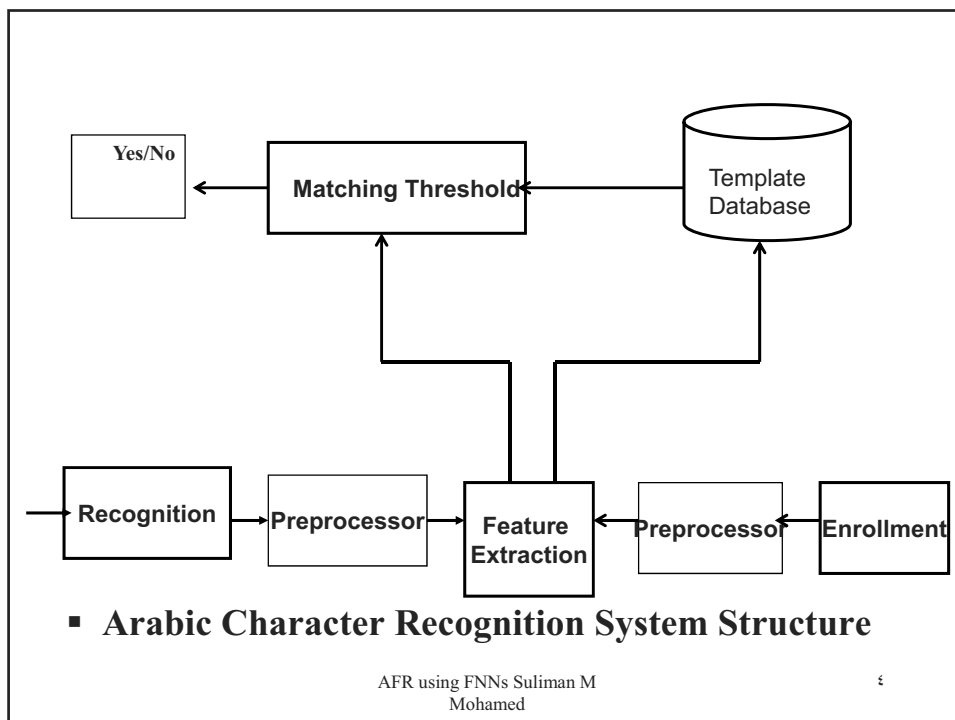 Yes/No
Matching Threshold
Template
Database
Recognition
Preprocessor
Feature
Extraction
Preprocessor
Enrollment
▪ Arabic Character Recognition System Structure
AFR using FNNs Suliman M
Mohamed
٤